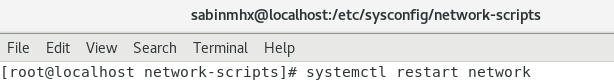 sabinmhx@localhost:/etc/sysconfig/network-scripts
File Edit View Search Terminal Help
[root@localhost network-scripts]# systemctl restart network